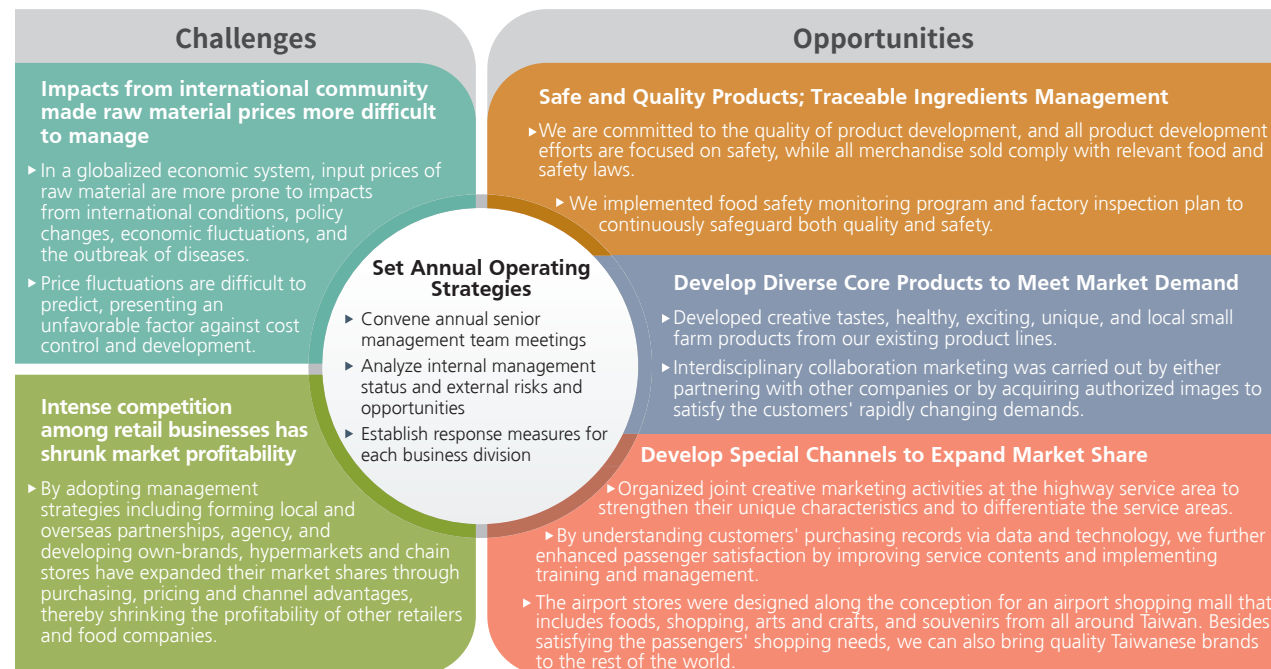 Challenges
Impacts from international community
made raw material prices more difficult
to manage
▸ In a globalized economic system, input prices of
raw material are more prone to impacts
from international conditions, policy
changes, economic fluctuations, and
the outbreak of diseases.
▸ Price fluctuations are difficult to
predict, presenting an
unfavorable factor against cost
control and development.
Intense competition
among retail businesses has
shrunk market profitability
▸ By adopting management
strategies including forming local and
overseas partnerships, agency, and
developing own-brands, hypermarkets and chain
stores have expanded their market shares through
purchasing, pricing and channel advantages,
thereby shrinking the profitability of other retailers
and food companies.
Set Annual Operating
Strategies
▸ Convene annual senior
management team meetings
▸ Analyze internal management
status and external risks and
opportunities
▸ Establish response measures for
each business division
Opportunities
Safe and Quality Products; Traceable Ingredients Management
▸We are committed to the quality of product development, and all product development
efforts are focused on safety, while all merchandise sold comply with relevant food and
safety laws.
▸ We implemented food safety monitoring program and factory inspection plan to
continuously safeguard both quality and safety.
Develop Diverse Core Products to Meet Market Demand
▸Developed creative tastes, healthy, exciting, unique, and local small
farm products from our existing product lines.
▸Interdisciplinary collaboration marketing was carried out by either
partnering with other companies or by acquiring authorized images to
satisfy the customers' rapidly changing demands.
Develop Special Channels to Expand Market Share
▸Organized joint creative marketing activities at the highway service area to
strengthen their unique characteristics and to differentiate the service areas.
▸By understanding customers' purchasing records via data and technology, we further
enhanced passenger satisfaction by improving service contents and implementing
training and management.
▸ The airport stores were designed along the conception for an airport shopping mall that
includes foods, shopping, arts and crafts, and souvenirs from all around Taiwan. Besides
satisfying the passengers' shopping needs, we can also bring quality Taiwanese brands
to the rest of the world.